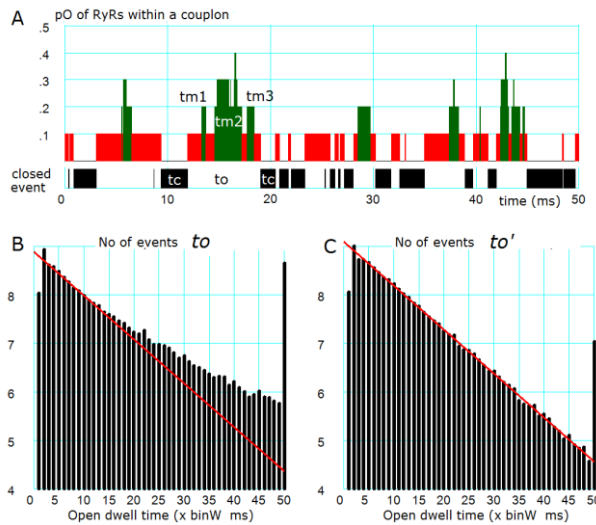 A pO of RyRs within a couplon
.5
.4
.3
.2
.1
tm1 tm2 tm3
closed event
tc to tc
0 10 20 30 40 50
time (ms)
B No of events to
8
7
6
5
4
0 5 10 15 20 25 30 35 40 45 50
Open dwell time (x binW ms)
C No of events to'
8
7
6
5
4
0 5 10 15 20 25 30 35 40 45 50
Open dwell time (x binW ms)